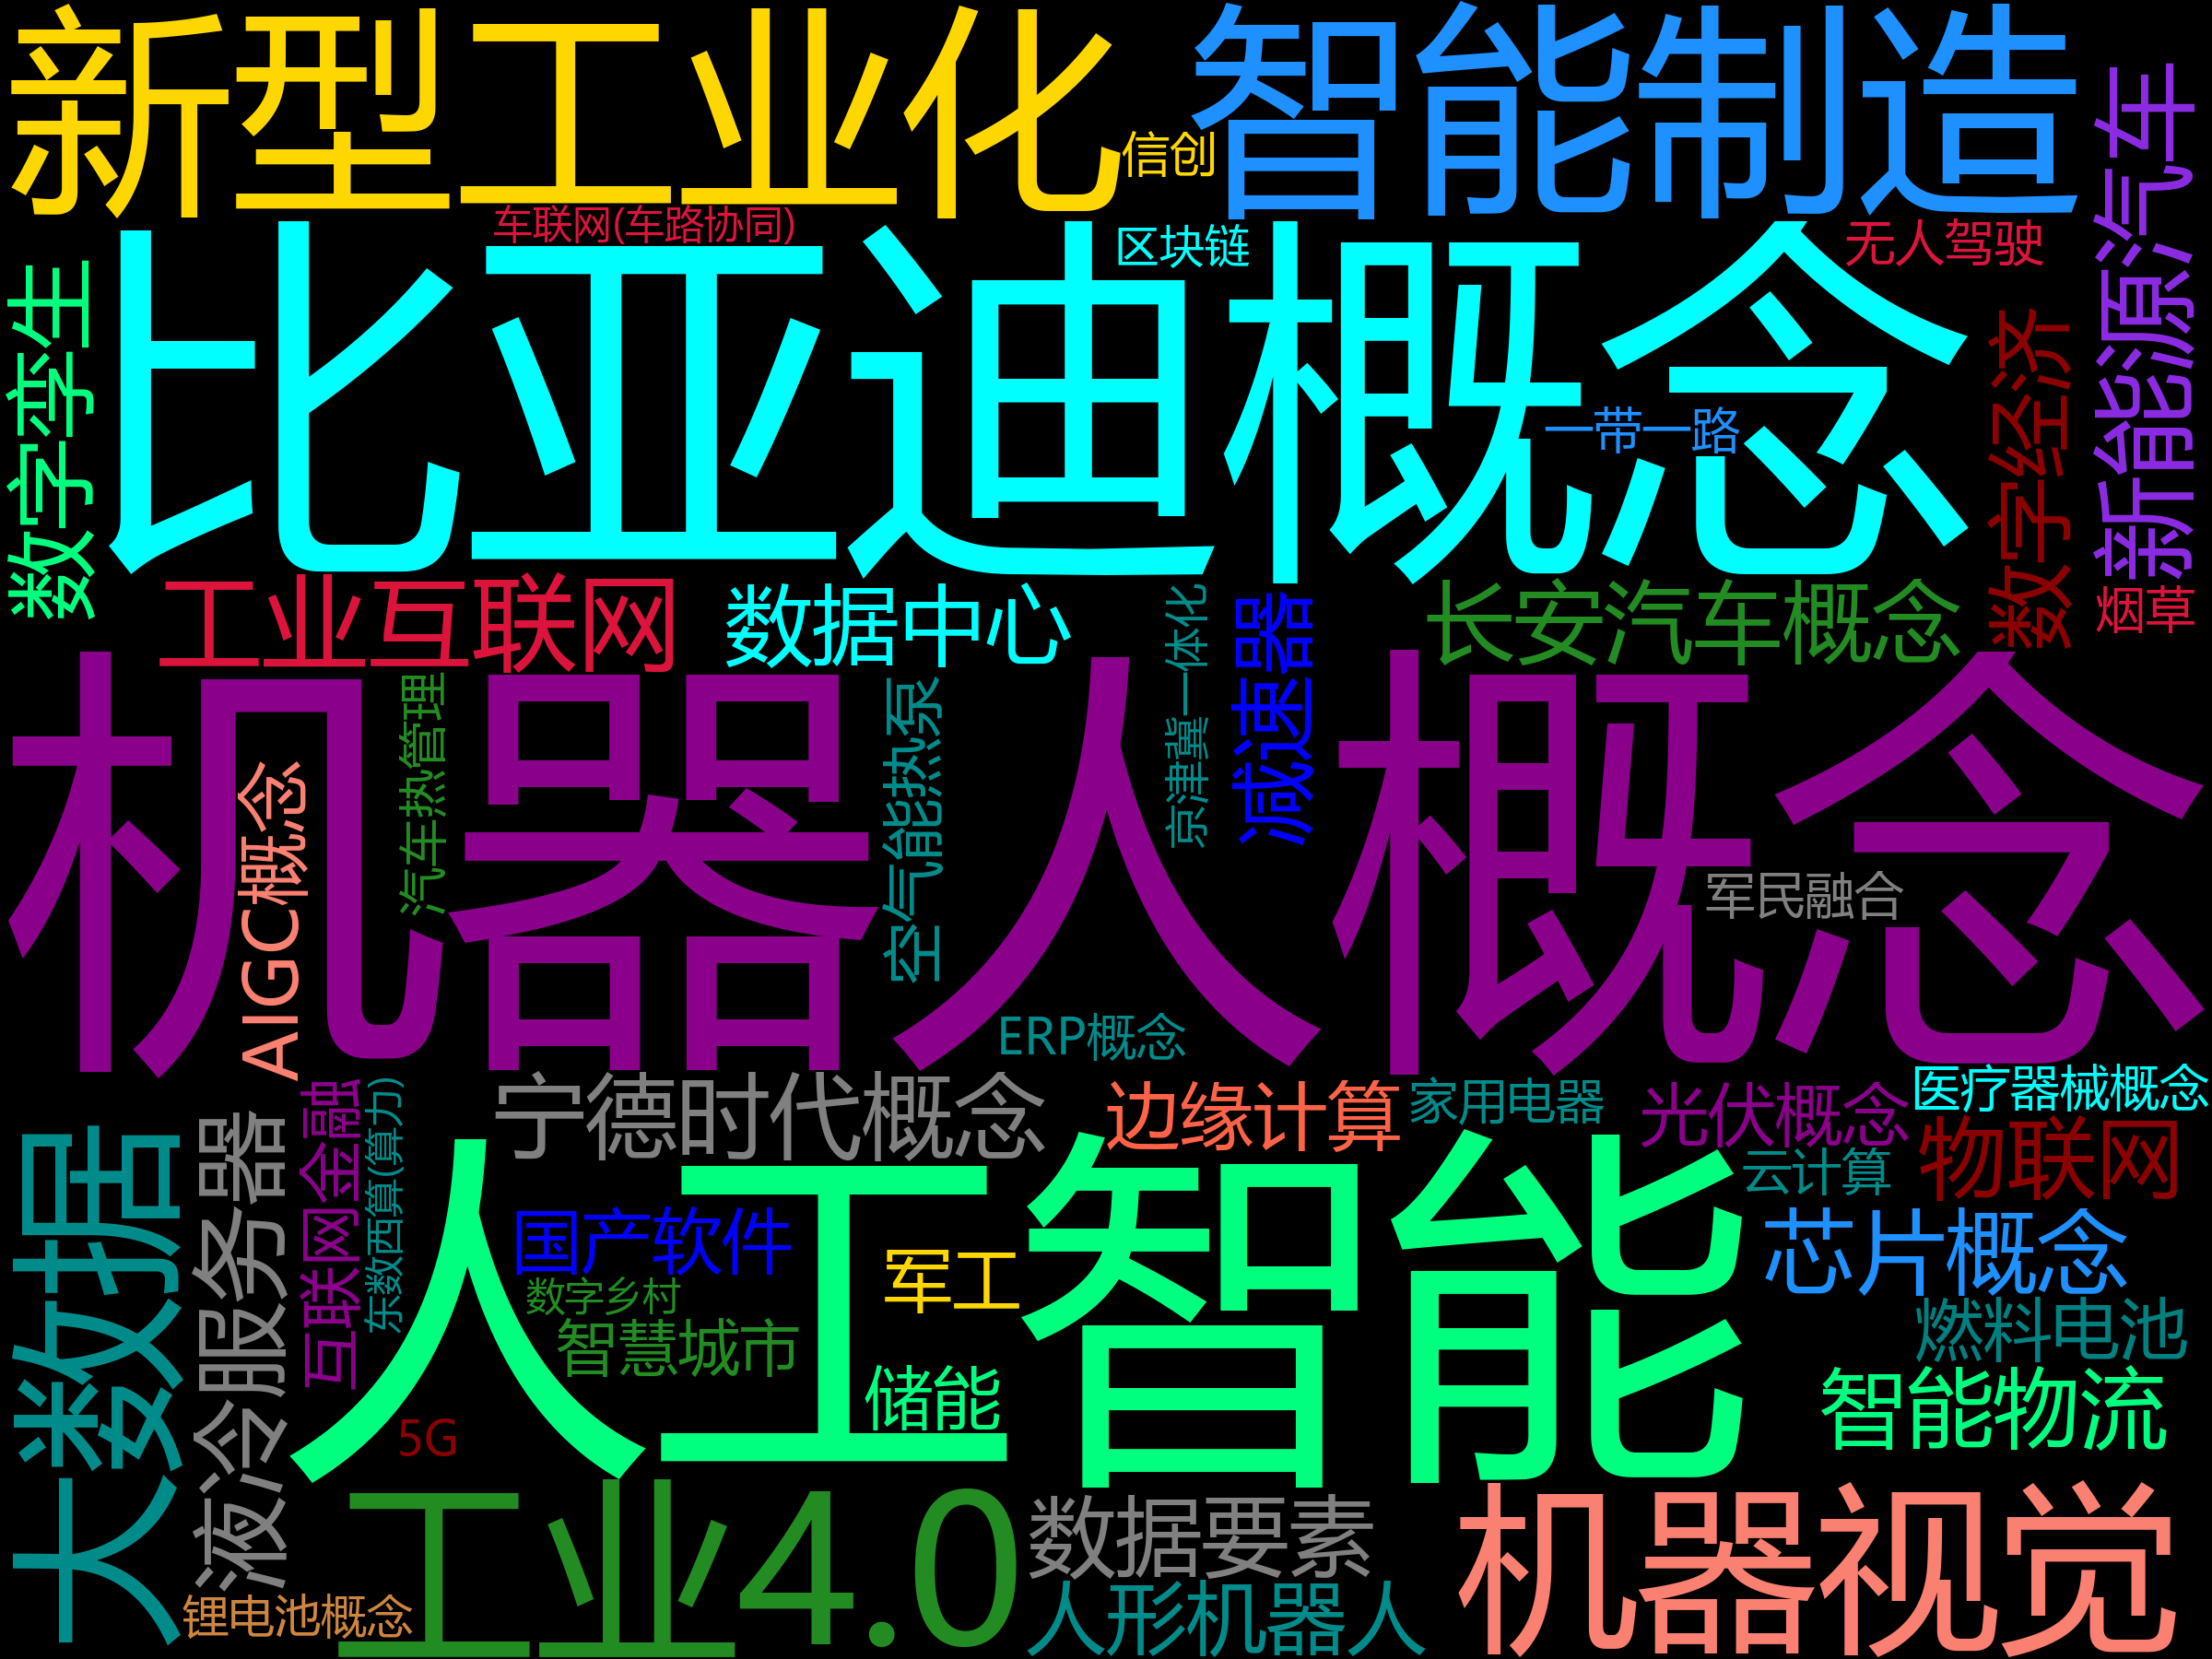 新型工业化
智能制造
信创
新能源汽车
车联网(车路协同)
区块链
无人驾驶
比亚迪概念
数字孪生
一带一路
数字经济
工业互联网
数据中心
京津冀一体化
减速器
长安汽车概念
烟草
机器人概念
汽车热管理
空气能热泵
AIGC概念
军民融合
ERP概念
宁德时代概念
边缘计算
家用电器
光伏概念
医疗器械概念
物联网
云计算
大数据
液冷服务器
互联网金融
东数西算(算力)
人工智能
国产软件
军工
芯片概念
数字乡村
智慧城市
燃料电池
储能
智能物流
5G
工业4.0
数据要素
机器视觉
人形机器人
锂电池概念